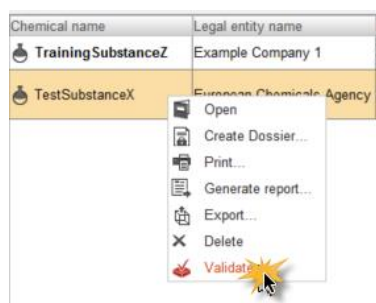 Chemical name Legal entity name
TrainingSubstanceZ Example Company 1
TestSubstanceX European Chemicals Agency
Open
Create Dossier...
Print...
Generate report...
Export...
Delete
Validate